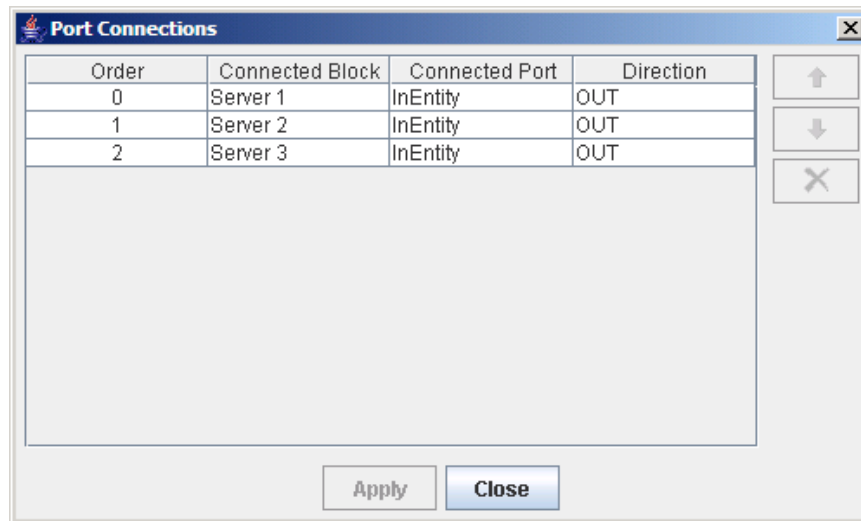 Port Connections
Order Connected Block Connected Port Direction
0 Server 1 InEntity OUT
1 Server 2 InEntity OUT
2 Server 3 InEntity OUT
Apply Close